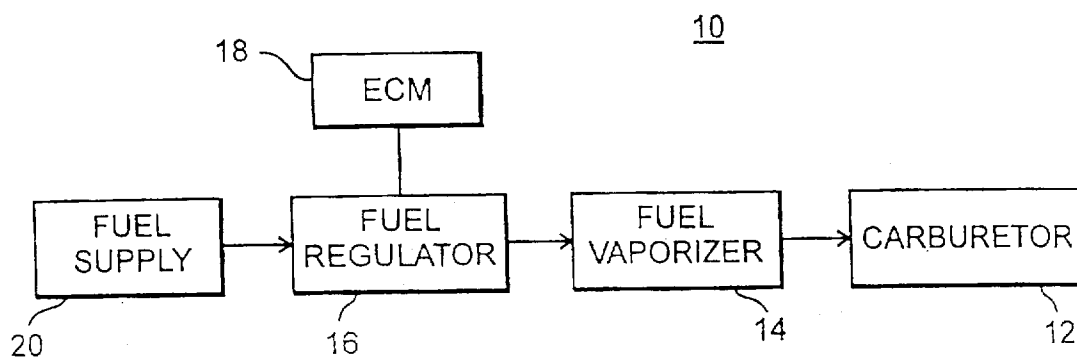 10
18
ECM
FUEL
SUPPLY
FUEL
REGULATOR
FUEL
VAPORIZER
CARBURETOR
20
16
14
12